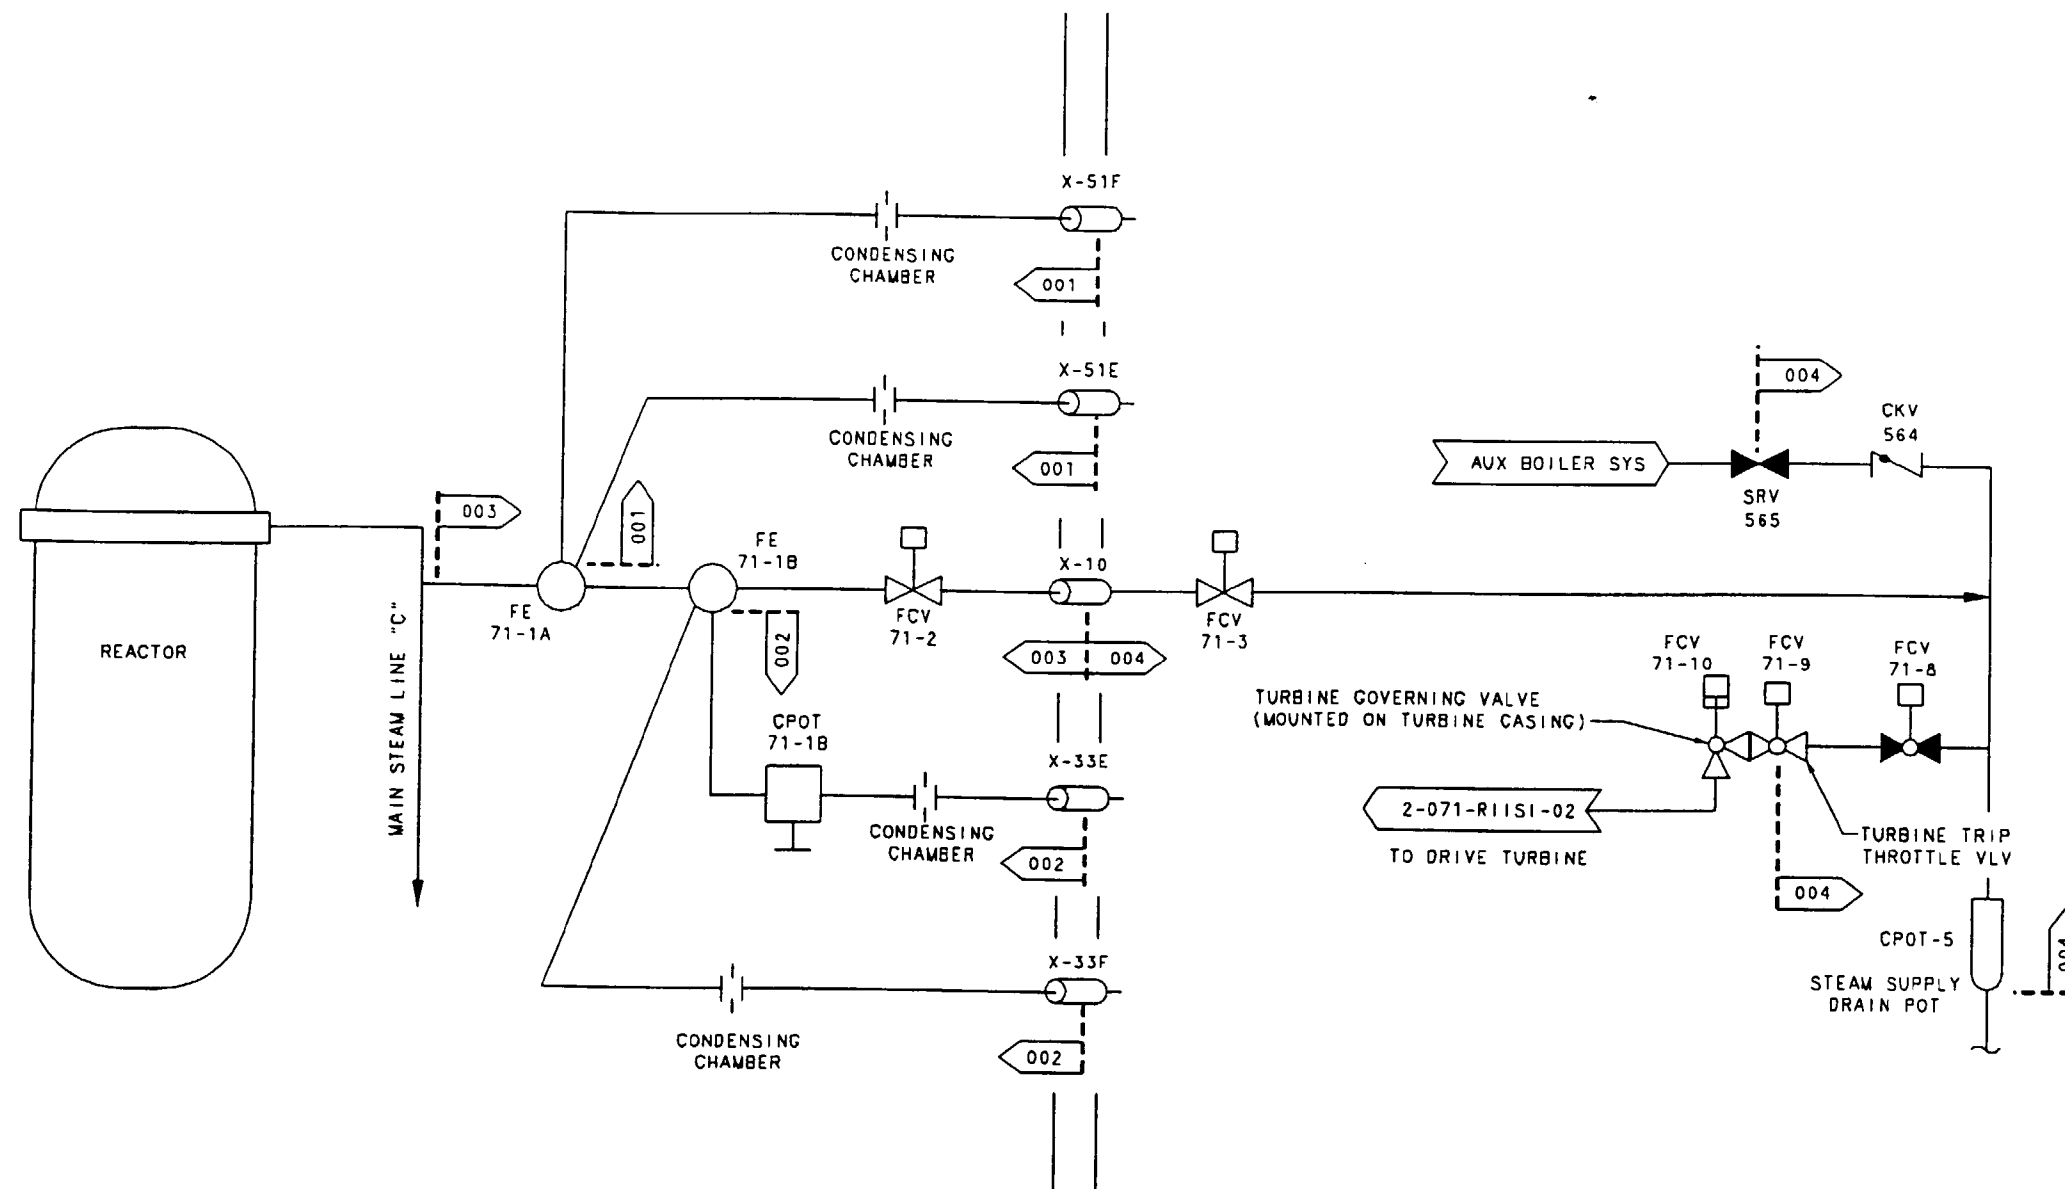 X-51F
CONDENSING
CHAMBER
001
X-51E
CONDENSING
CHAMBER
001
004
CKV
564
AUX BOILER SYS
SRV
565
003
001
FE
71-1B
X-10
FE
71-1A
FCV
71-2
FCV
71-3
REACTOR
MAIN STEAM LINE "C"
002
003
004
FCV
71-10
FCV
71-9
FCV
71-8
TURBINE GOVERNING VALVE
(MOUNTED ON TURBINE CASING)
CPOT
71-1B
X-33E
2-071-RIISI-02
TO DRIVE TURBINE
CONDENSING
CHAMBER
002
TURBINE TRIP
THROTTLE VLV
004
CPOT-5
004
X-33F
STEAM SUPPLY
DRAIN POT
CONDENSING
CHAMBER
002